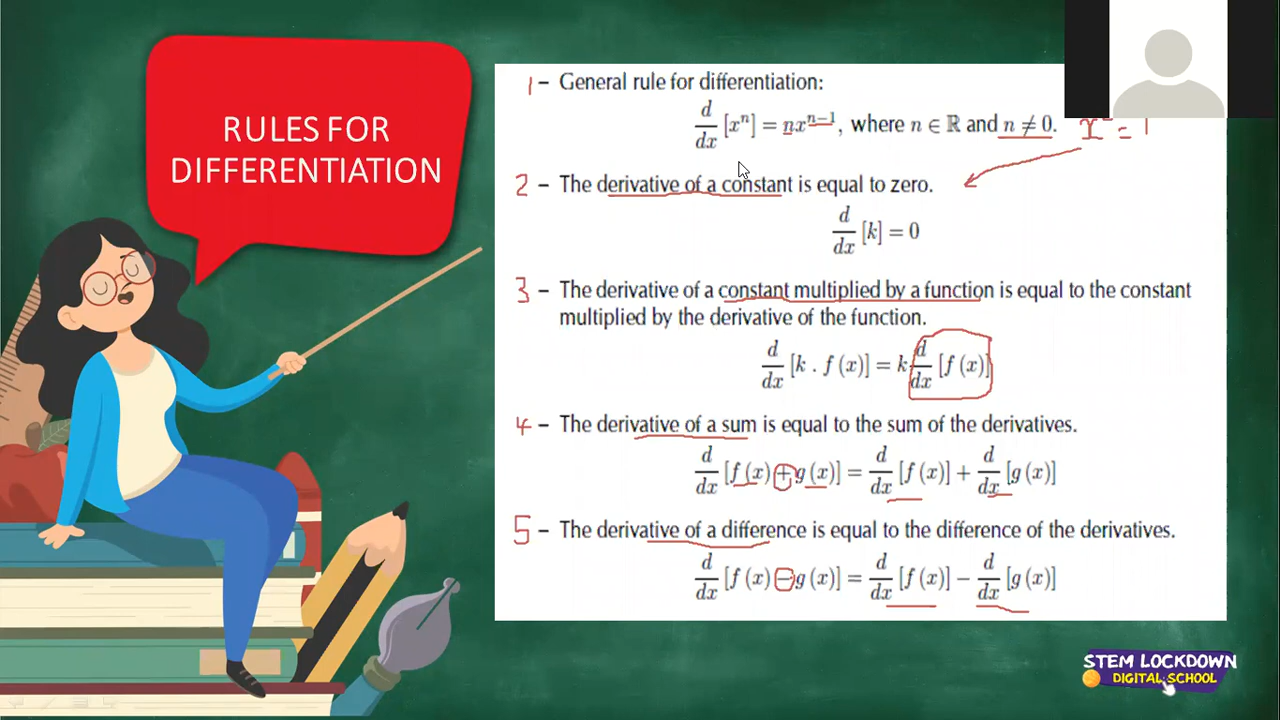 RULES FOR
DIFFERENTIATION
1 – General rule for differentiation:
d/dx [xⁿ] = nxⁿ⁻¹, where n ∈ ℝ and n ≠ 0.
2 – The derivative of a constant is equal to zero.
d/dx [k] = 0
3 – The derivative of a constant multiplied by a function is equal to the constant
multiplied by the derivative of the function.
d/dx [k . f (x)] = k d/dx [f (x)]
4 – The derivative of a sum is equal to the sum of the derivatives.
d/dx [f (x) + g (x)] = d/dx [f (x)] + d/dx [g (x)]
5 – The derivative of a difference is equal to the difference of the derivatives.
d/dx [f (x) – g (x)] = d/dx [f (x)] – d/dx [g (x)]
STEM LOCKDOWN
DIGITAL SCHOOL